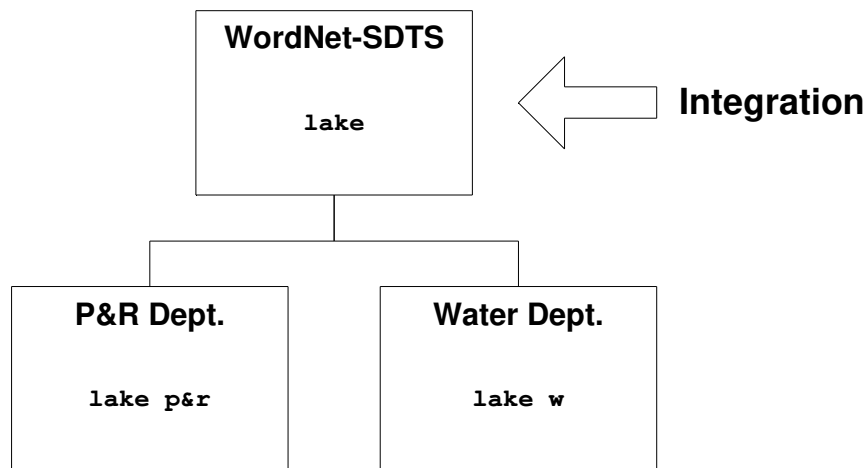 WordNet-SDTS
lake
Integration
P&R Dept.
lake p&r
Water Dept.
lake w